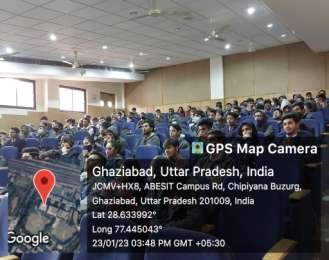 GPS Map Camera
Ghaziabad, Uttar Pradesh, India
JCMV+HX8, ABESIT Campus Rd, Chipiyana Buzurg,
Ghaziabad, Uttar Pradesh 201009, India
Lat 28.633992°
Long 77.445043°
23/01/23 03:48 PM GMT +05:30
Google